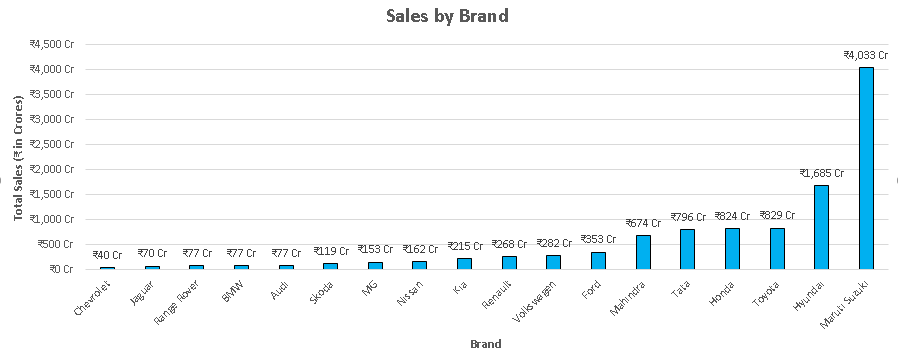 Sales by Brand
Total Sales (₹ in Crores)
₹4,500 Cr
₹4,000 Cr
₹3,500 Cr
₹3,000 Cr
₹2,500 Cr
₹2,000 Cr
₹1,500 Cr
₹1,000 Cr
₹500 Cr
₹0 Cr
₹40 Cr
₹70 Cr
₹77 Cr
₹77 Cr
₹77 Cr
₹119 Cr
₹153 Cr
₹162 Cr
₹215 Cr
₹268 Cr
₹282 Cr
₹353 Cr
₹674 Cr
₹796 Cr
₹824 Cr
₹829 Cr
₹1,685 Cr
₹4,033 Cr
Chevrolet
Jaguar
Range Rover
BMW
Audi
Skoda
MG
Nissan
Kia
Renault
Volkswagen
Ford
Mahindra
Tata
Honda
Toyota
Hyundai
Maruti Suzuki
Brand